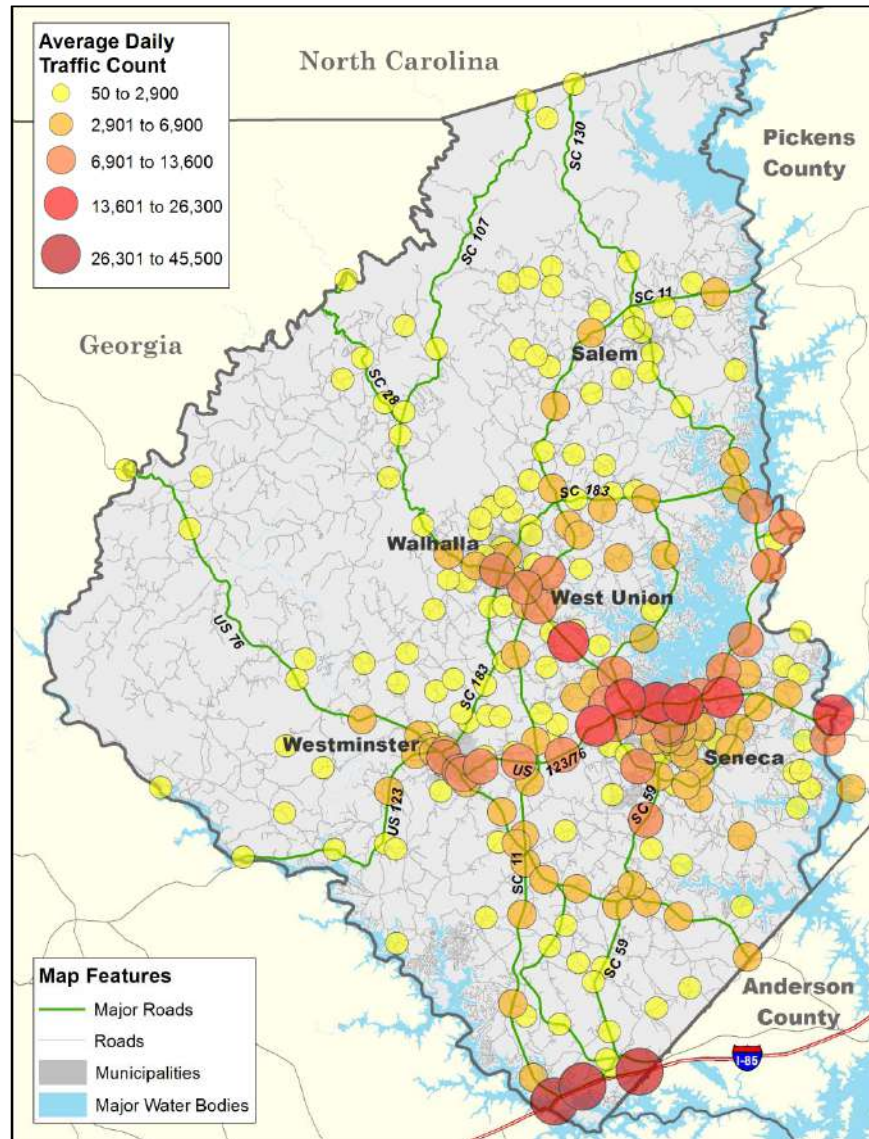 Average Daily
Traffic Count
50 to 2,900
2,901 to 6,900
6,901 to 13,600
13,601 to 26,300
26,301 to 45,500
North Carolina
Pickens
County
SC 130
SC 107
SC 11
Georgia
Salem
SC 28
SC 183
Walhalla
West Union
US 76
SC 183
Westminster
US 123/76
Seneca
US 123
SC 59
SC 11
SC 59
Anderson
County
I-85
Map Features
Major Roads
Roads
Municipalities
Major Water Bodies